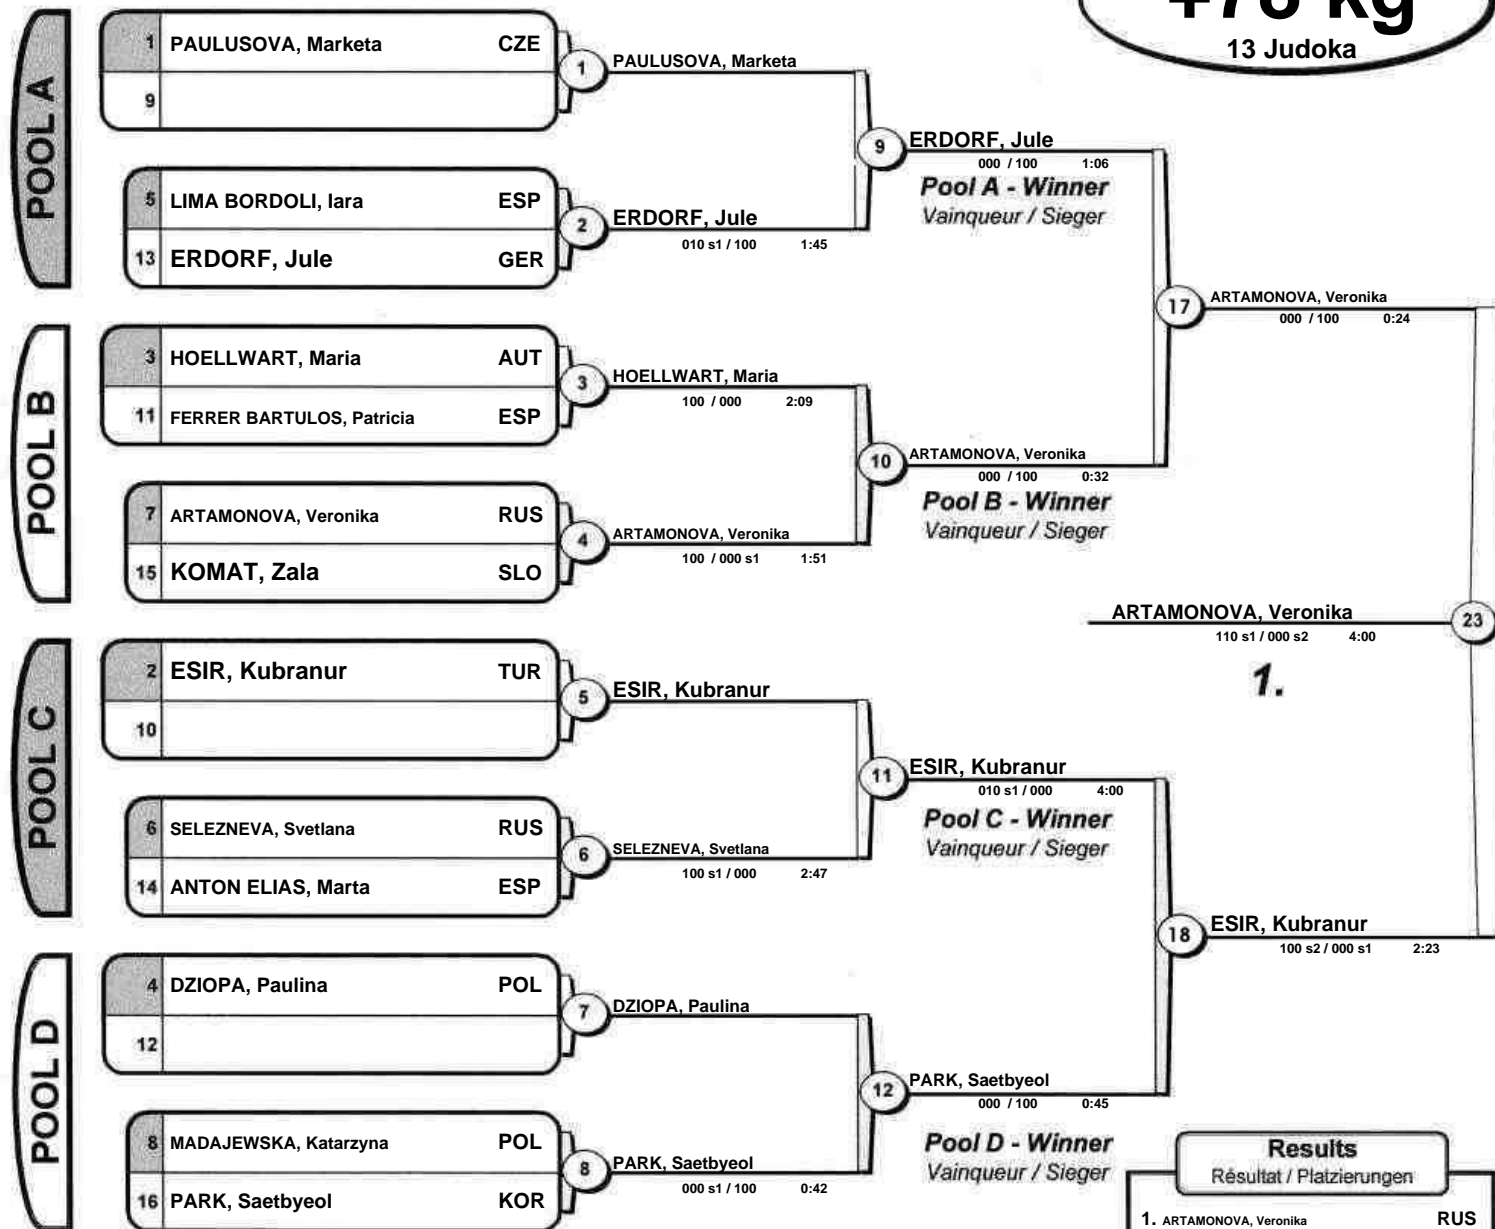 +78 kg
13 Judoka
POOL A
1 PAULUSOVA, Marketa CZE
9
5 LIMA BORDOLI, Iara ESP
13 ERDORF, Jule GER
1 PAULUSOVA, Marketa
2 ERDORF, Jule
010 s1 / 100 1:45
9 ERDORF, Jule
000 / 100 1:06
Pool A - Winner
Vainqueur / Sieger
POOL B
3 HOELLWART, Maria AUT
11 FERRER BARTULOS, Patricia ESP
7 ARTAMONOVA, Veronika RUS
15 KOMAT, Zala SLO
3 HOELLWART, Maria
100 / 000 2:09
4 ARTAMONOVA, Veronika
100 / 000 s1 1:51
10 ARTAMONOVA, Veronika
000 / 100 0:32
Pool B - Winner
Vainqueur / Sieger
17 ARTAMONOVA, Veronika
000 / 100 0:24
ARTAMONOVA, Veronika 23
110 s1 / 000 s2 4:00
1.
POOL C
2 ESIR, Kubranur TUR
10
6 SELEZNEVA, Svetlana RUS
14 ANTON ELIAS, Marta ESP
5 ESIR, Kubranur
6 SELEZNEVA, Svetlana
100 s1 / 000 2:47
11 ESIR, Kubranur
010 s1 / 000 4:00
Pool C - Winner
Vainqueur / Sieger
18 ESIR, Kubranur
100 s2 / 000 s1 2:23
POOL D
4 DZIOPA, Paulina POL
12
8 MADAJEWSKA, Katarzyna POL
16 PARK, Saetbyeol KOR
7 DZIOPA, Paulina
8 PARK, Saetbyeol
000 s1 / 100 0:42
12 PARK, Saetbyeol
000 / 100 0:45
Pool D - Winner
Vainqueur / Sieger
Results
Résultat / Platzierungen
1. ARTAMONOVA, Veronika RUS